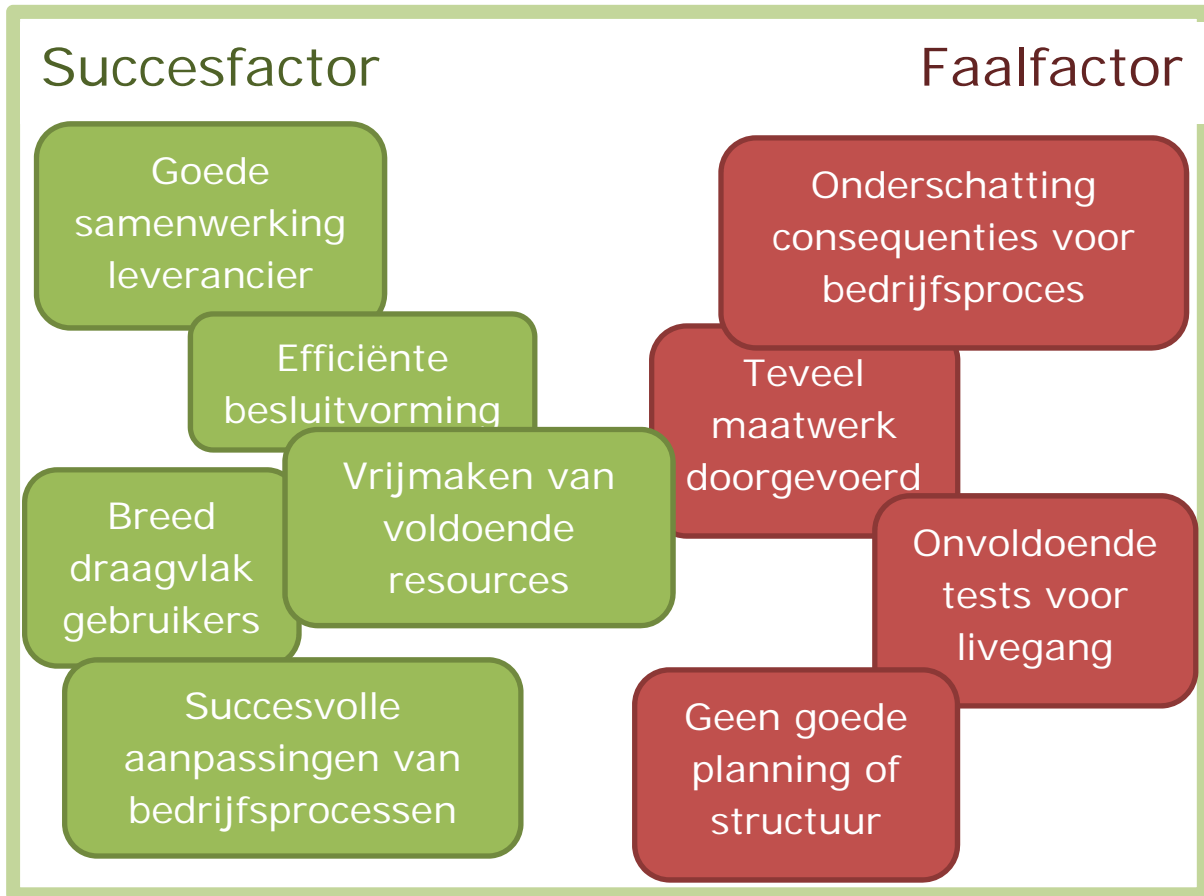 Succesfactor
Faalfactor
Goede
samenwerking
leverancier
Efficiënte
besluitvorming
Vrijmaken van
voldoende
resources
Breed
draagvlak
gebruikers
Succesvolle
aanpassingen van
bedrijfsprocessen
Onderschatting
consequenties voor
bedrijfsproces
Teveel
maatwerk
doorgevoerd
Onvoldoende
tests voor
livegang
Geen goede
planning of
structuur